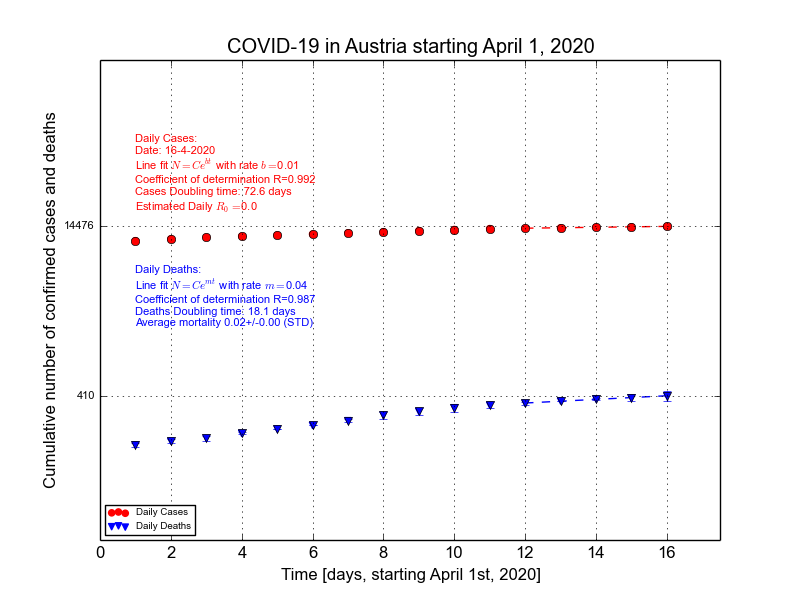 COVID-19 in Austria starting April 1, 2020
Cumulative number of confirmed cases and deaths
Daily Cases:
Date: 16-4-2020
Line fit N=Ce^{bt} with rate b=0.01
Coefficient of determination R=0.992
Cases Doubling time: 72.6 days
Estimated Daily R_0=0.0
14476
Daily Deaths:
Line fit N=Ce^{mt} with rate m=0.04
Coefficient of determination R=0.987
Deaths Doubling time: 18.1 days
Average mortality 0.02+/-0.00 (STD)
410
Daily Cases
Daily Deaths
0 2 4 6 8 10 12 14 16
Time [days, starting April 1st, 2020]